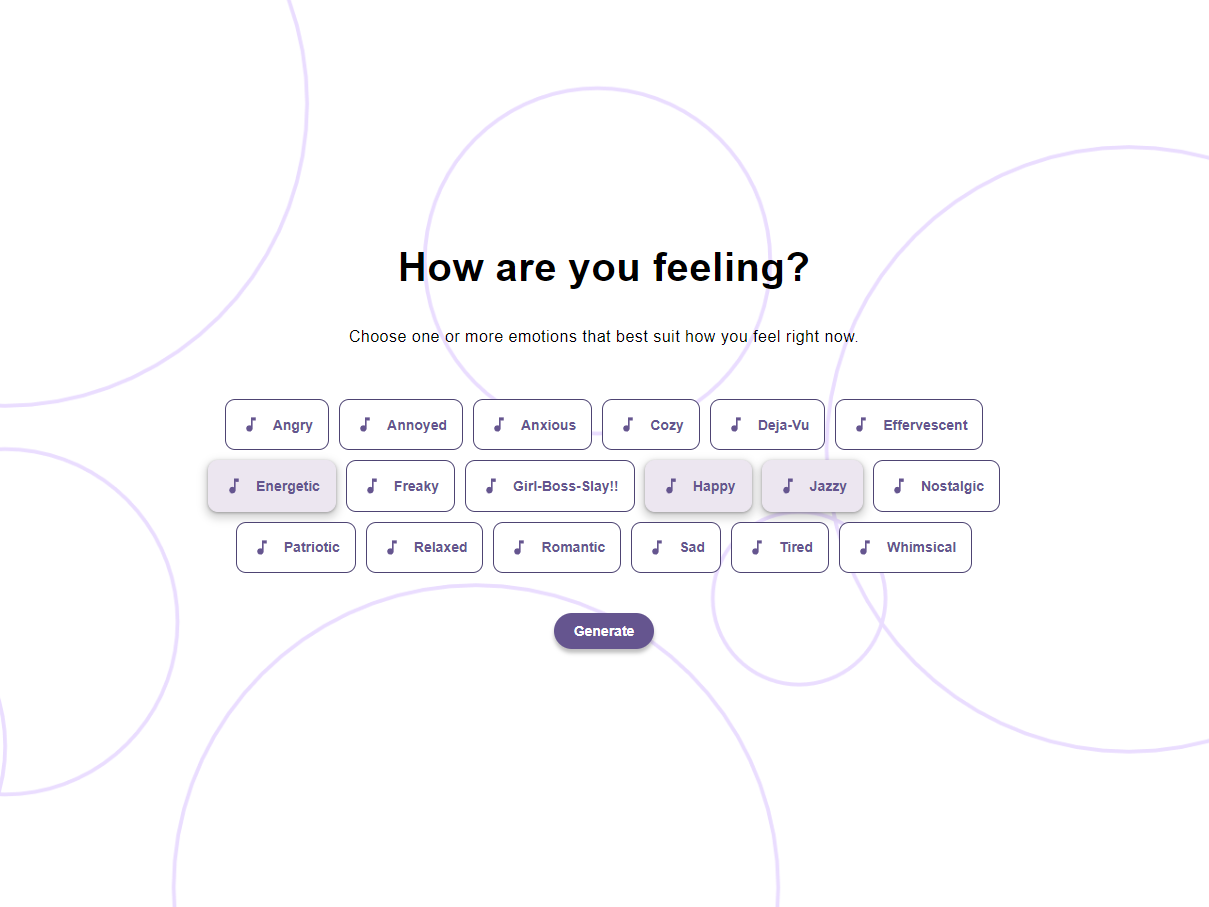 How are you feeling?
Choose one or more emotions that best suit how you feel right now.
Angry Annoyed Anxious Cozy Deja-Vu Effervescent
Energetic Freaky Girl-Boss-Slay!! Happy Jazzy Nostalgic
Patriotic Relaxed Romantic Sad Tired Whimsical
Generate